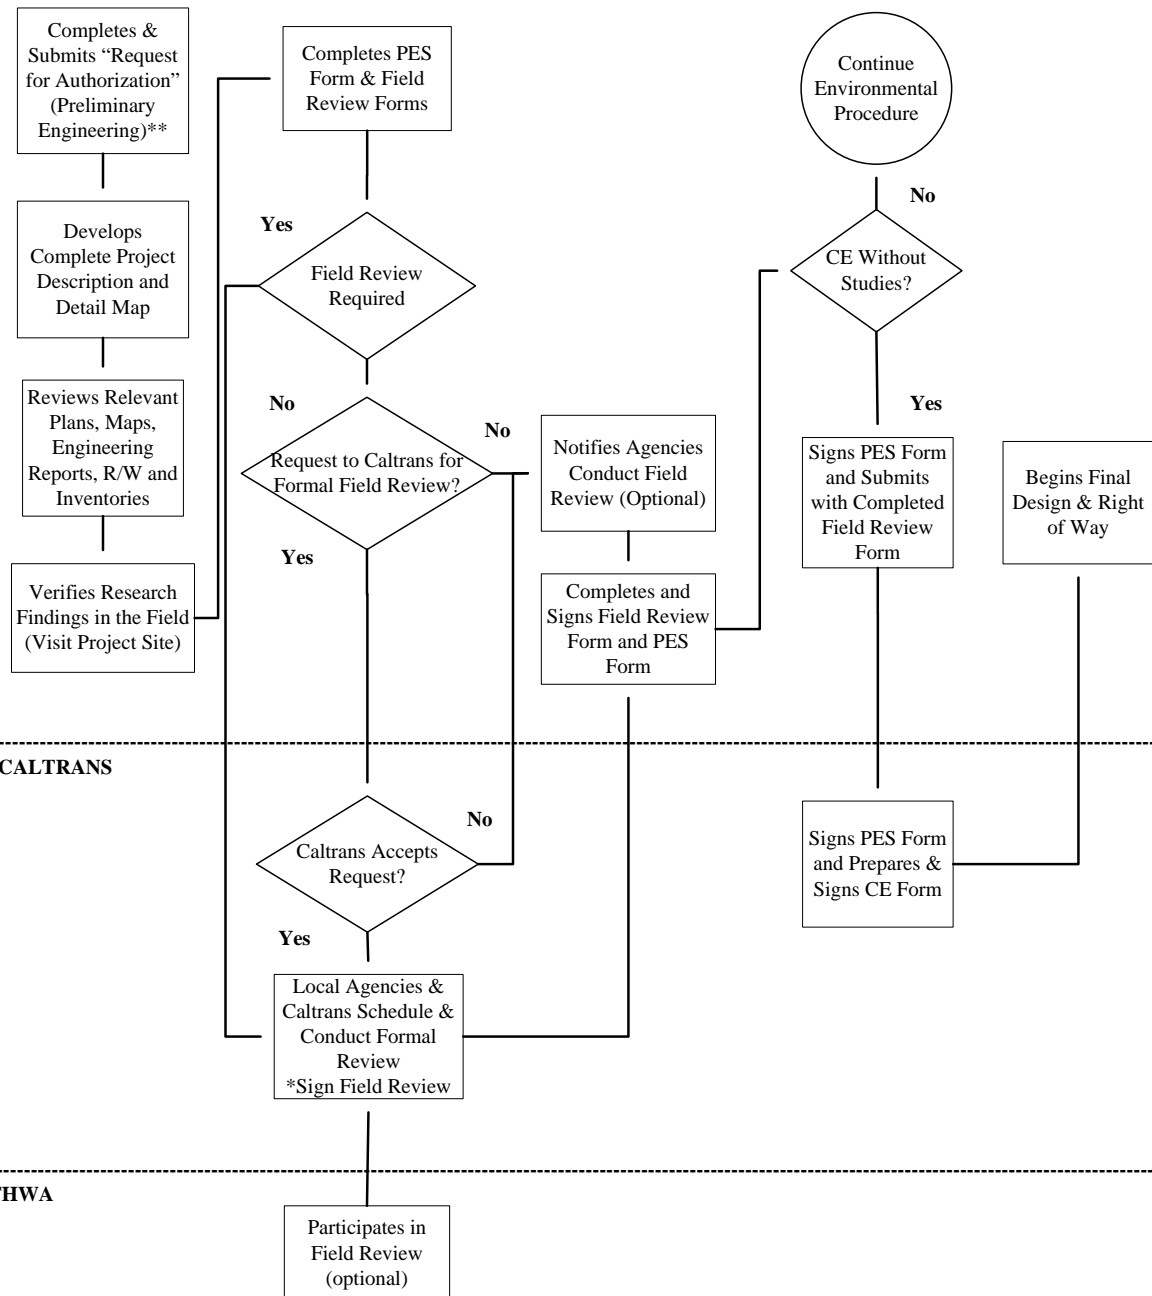 Completes &
Submits “Request
for Authorization”
(Preliminary
Engineering)**
Develops
Complete Project
Description and
Detail Map
Reviews Relevant
Plans, Maps,
Engineering
Reports, R/W and
Inventories
Verifies Research
Findings in the Field
(Visit Project Site)
Completes PES
Form & Field
Review Forms
Yes
Field Review
Required
No
No
Request to Caltrans for
Formal Field Review?
Yes
Notifies Agencies
Conduct Field
Review (Optional)
Completes and
Signs Field Review
Form and PES
Form
Continue
Environmental
Procedure
No
CE Without
Studies?
Yes
Signs PES Form
and Submits
with Completed
Field Review
Form
Begins Final
Design & Right
of Way
CALTRANS
No
Caltrans Accepts
Request?
Yes
Local Agencies &
Caltrans Schedule &
Conduct Formal
Review
*Sign Field Review
Signs PES Form
and Prepares &
Signs CE Form
HWA
Participates in
Field Review
(optional)